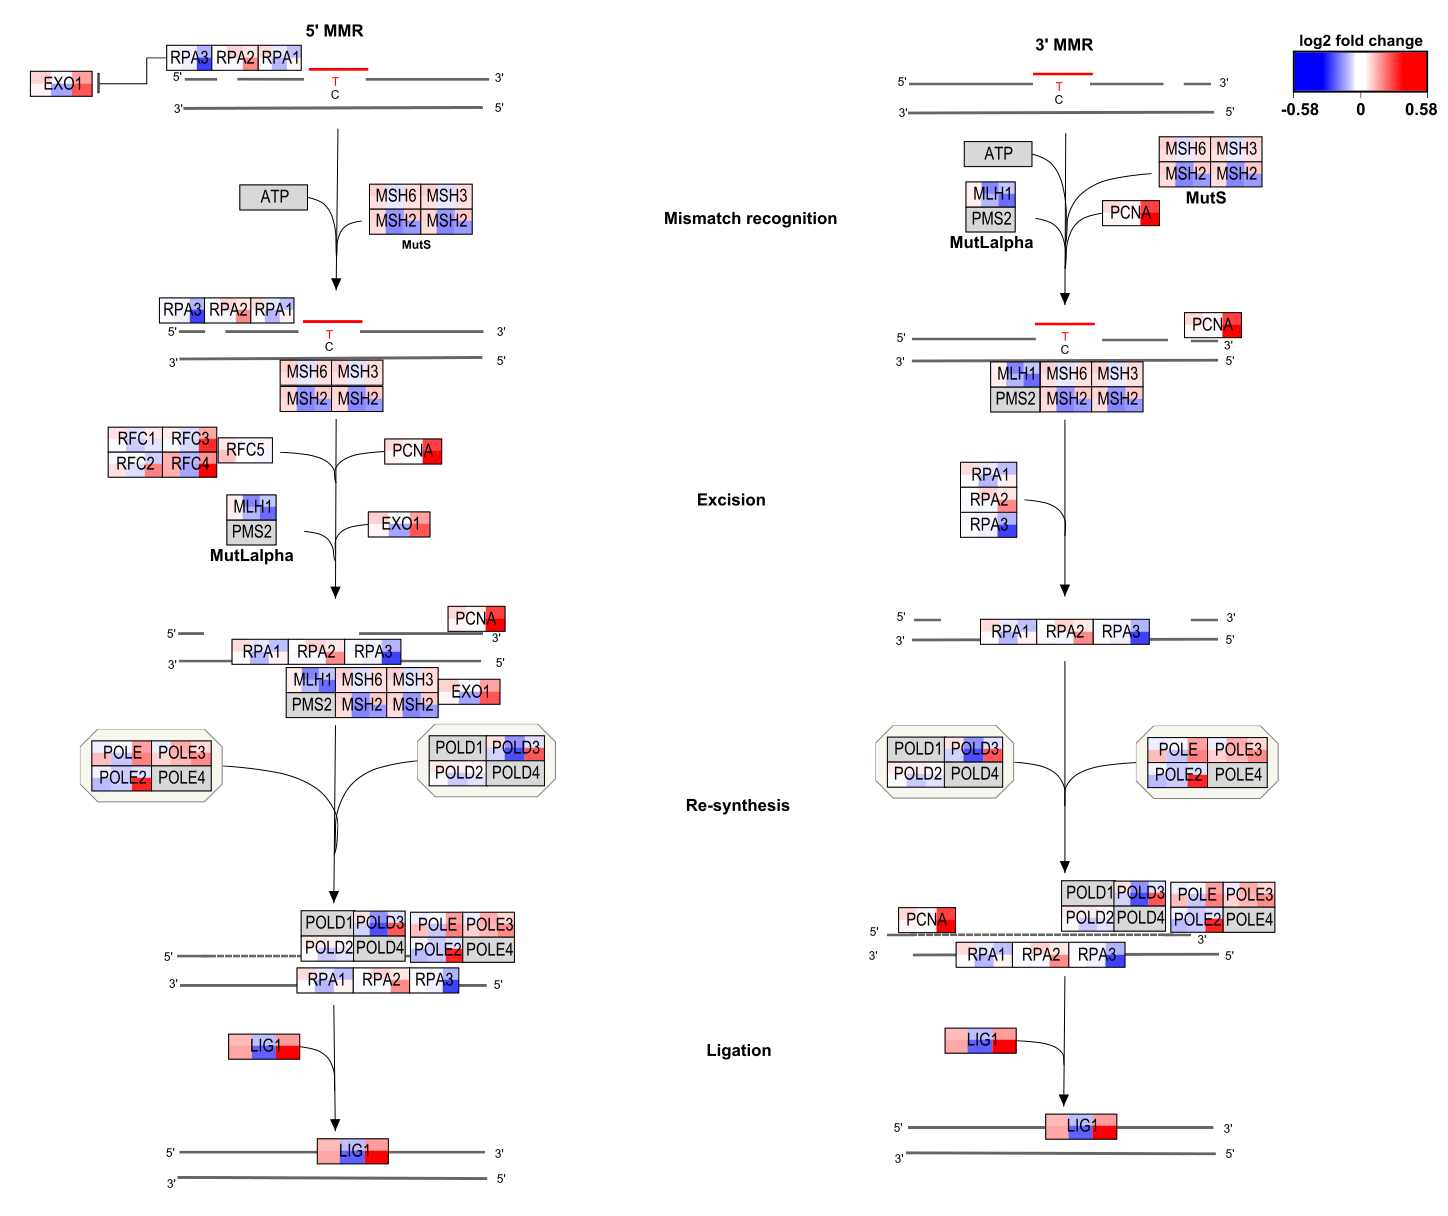 5' MMR
3' MMR
log2 fold change
-0.58 0 0.58
RPA3 RPA2 RPA1
EXO1
5' 3'
T
C
3' 5'
5' 3'
T
C
3' 5'
ATP
MSH6 MSH3
MSH2 MSH2
MutS
Mismatch recognition
ATP
MLH1
PMS2
MutLalpha
MSH6 MSH3
MSH2 MSH2
MutS
PCNA
RPA3 RPA2 RPA1
5' 3'
T
C
3' 5'
MSH6 MSH3
MSH2 MSH2
PCNA
5' 3'
T
C
3' 5'
MLH1 MSH6 MSH3
PMS2 MSH2 MSH2
RFC1 RFC3
RFC2 RFC4
RFC5
PCNA
MLH1
PMS2
MutLalpha
EXO1
Excision
RPA1
RPA2
RPA3
PCNA
5' 3'
RPA1 RPA2 RPA3
3' 5'
MLH1 MSH6 MSH3
PMS2 MSH2 MSH2
EXO1
5' 3'
RPA1 RPA2 RPA3
3' 5'
POLE POLE3
POLE2 POLE4
POLD1 POLD3
POLD2 POLD4
Re-synthesis
POLD1 POLD3
POLD2 POLD4
POLE POLE3
POLE2 POLE4
POLD1 POLD3 POLE POLE3
POLD2 POLD4 POLE2 POLE4
5'
RPA1 RPA2 RPA3
3' 5'
POLD1 POLD3 POLE POLE3
POLD2 POLD4 POLE2 POLE4
PCNA
5' 3'
RPA1 RPA2 RPA3
3' 5'
LIG1
Ligation
LIG1
5' LIG1 3'
3' 5'
5' LIG1 3'
3' 5'